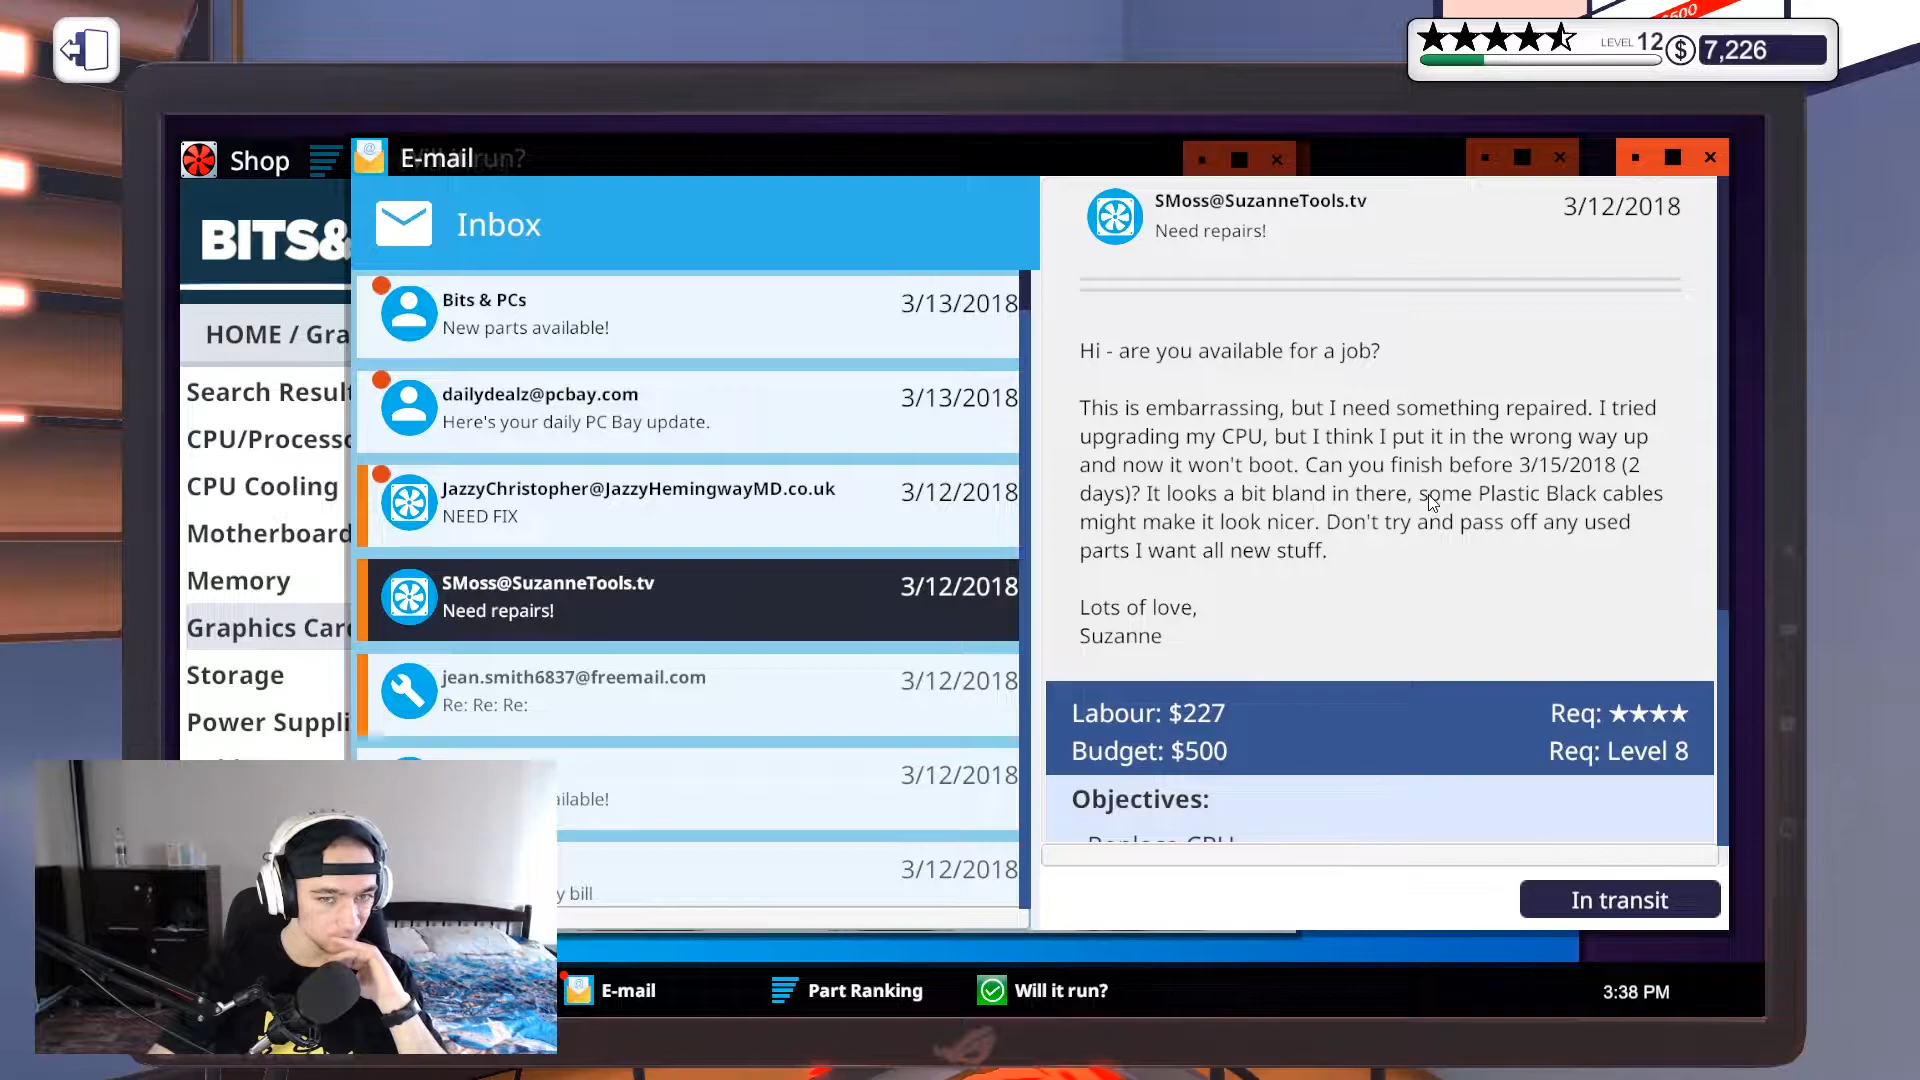 $500
LEVEL 12
$ 7,226
Shop
E-mail
BITS&
Inbox
HOME / Gra
Search Result
CPU/Processo
CPU Cooling
Motherboard
Memory
Graphics Car
Storage
Power Suppli
Bits & PCs
3/13/2018
New parts available!
dailydealz@pcbay.com
3/13/2018
Here's your daily PC Bay update.
JazzyChristopher@JazzyHemingwayMD.co.uk
3/12/2018
NEED FIX
SMoss@SuzanneTools.tv
3/12/2018
Need repairs!
jean.smith6837@freemail.com
3/12/2018
Re: Re: Re:
3/12/2018
ailable!
3/12/2018
y bill
SMoss@SuzanneTools.tv
3/12/2018
Need repairs!
Hi - are you available for a job?
This is embarrassing, but I need something repaired. I tried
upgrading my CPU, but I think I put it in the wrong way up
and now it won't boot. Can you finish before 3/15/2018 (2
days)? It looks a bit bland in there, some Plastic Black cables
might make it look nicer. Don't try and pass off any used
parts I want all new stuff.
Lots of love,
Suzanne
Labour: $227
Req: ★★★★
Budget: $500
Req: Level 8
Objectives:
Replace CPU
In transit
E-mail
Part Ranking
Will it run?
3:38 PM